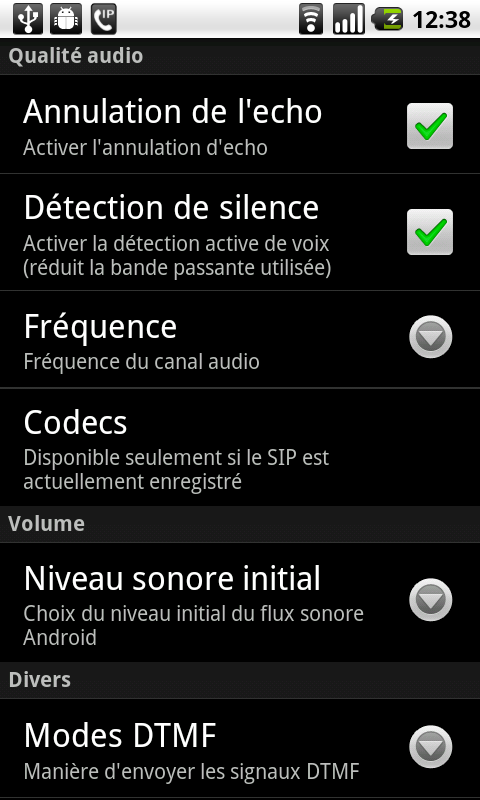 IP
12:38
Qualité audio
Annulation de l'echo
Activer l'annulation d'echo
Détection de silence
Activer la détection active de voix
(réduit la bande passante utilisée)
Fréquence
Fréquence du canal audio
Codecs
Disponible seulement si le SIP est
actuellement enregistré
Volume
Niveau sonore initial
Choix du niveau initial du flux sonore
Android
Divers
Modes DTMF
Manière d'envoyer les signaux DTMF